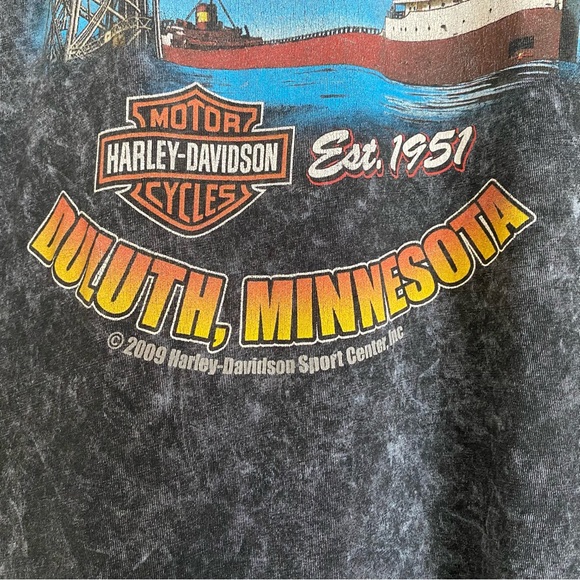 MOTOR
HARLEY-DAVIDSON
CYCLES
Est. 1951
DULUTH, MINNESOTA
© 2009 Harley-Davidson Sport Center, Inc